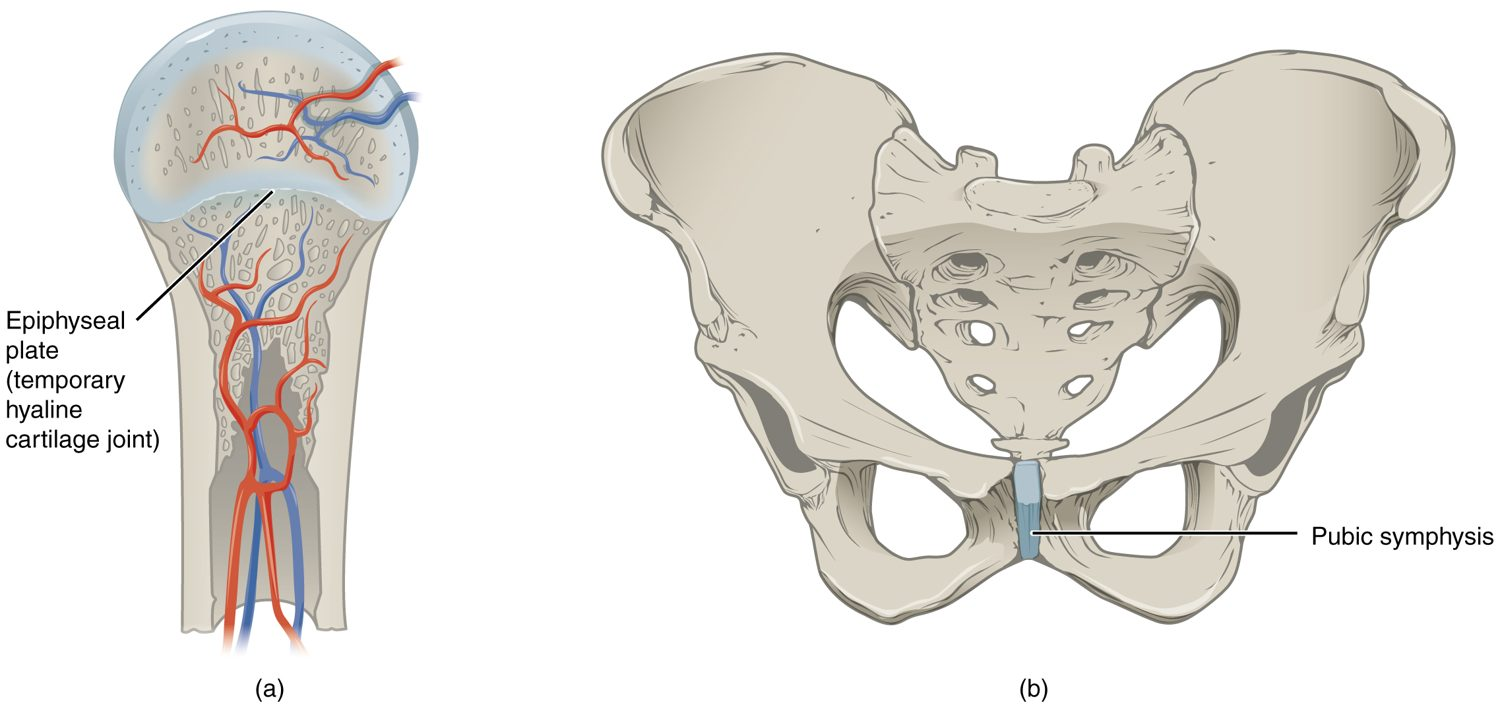 Epiphyseal
plate
(temporary
hyaline
cartilage joint)
Pubic symphysis
(a)
(b)